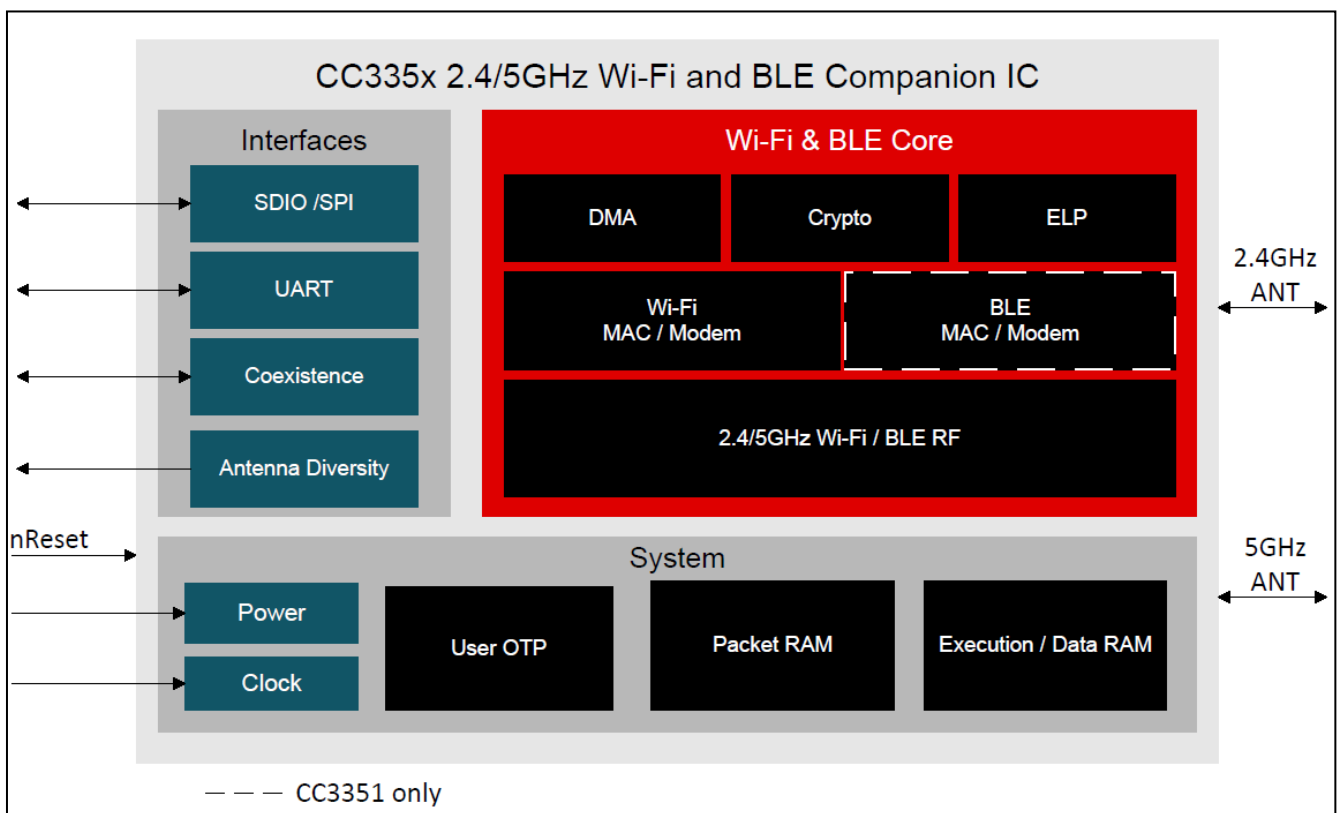 CC335x 2.4/5GHz Wi-Fi and BLE Companion IC
Interfaces
SDIO /SPI
UART
Coexistence
Antenna Diversity
Wi-Fi & BLE Core
DMA
Crypto
ELP
Wi-Fi
MAC / Modem
BLE
MAC / Modem
2.4/5GHz Wi-Fi / BLE RF
2.4GHz
ANT
nReset
5GHz
ANT
System
Power
Clock
User OTP
Packet RAM
Execution / Data RAM
CC3351 only